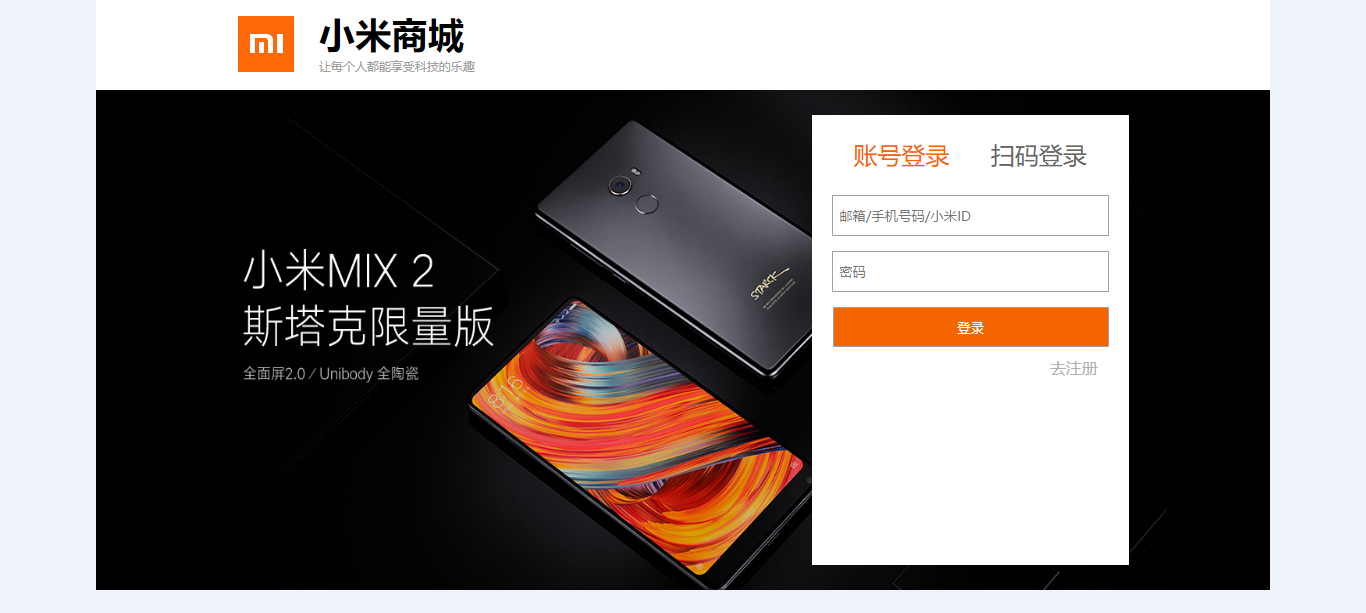 小米商城
让每个人都能享受科技的乐趣
小米MIX 2
斯塔克限量版
全面屏2.0 / Unibody 全陶瓷
STARCK
账号登录 扫码登录
邮箱/手机号码/小米ID
密码
登录
去注册